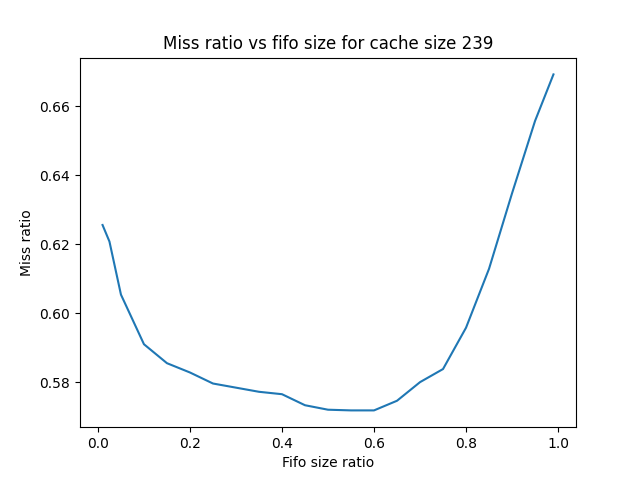 Miss ratio vs fifo size for cache size 239
Miss ratio
0.66
0.64
0.62
0.60
0.58
0.0 0.2 0.4 0.6 0.8 1.0
Fifo size ratio